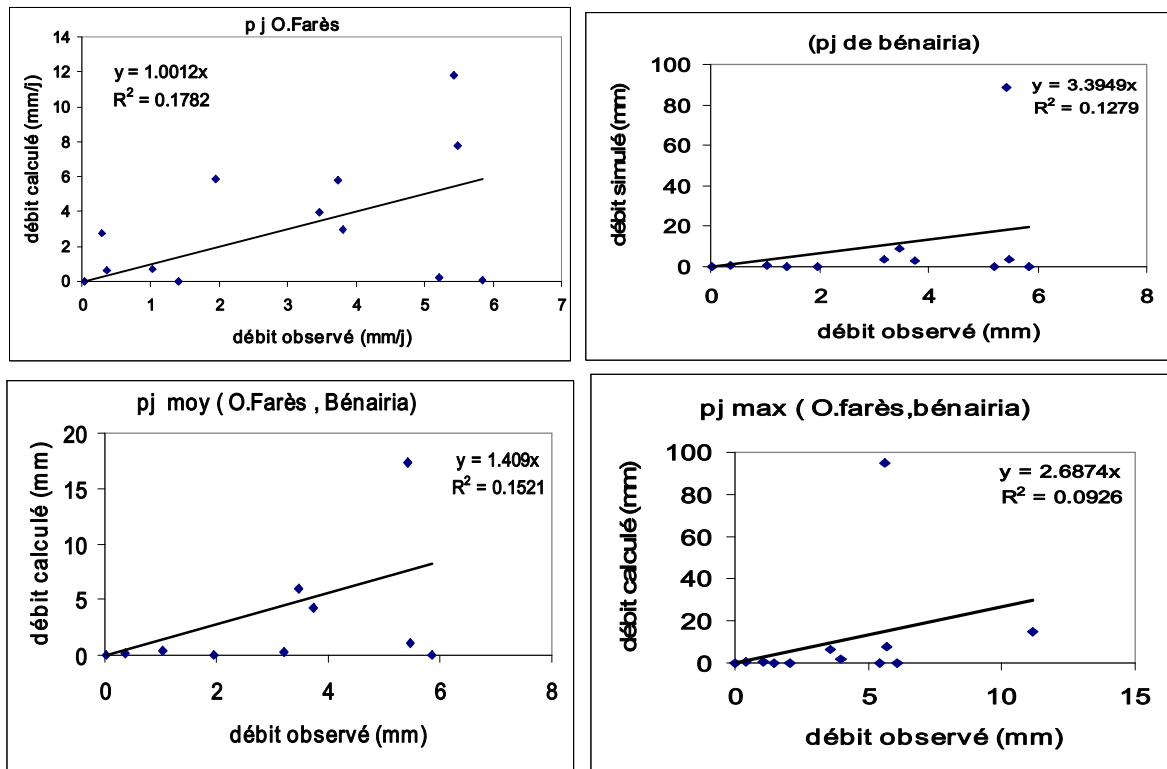 p j O.Farès
14
12
10
8
6
4
2
0
y = 1.0012x
R² = 0.1782
débit calculé (mm/j)
0 1 2 3 4 5 6 7
débit observé (mm/j)
(pj de bénairia)
100
80
60
40
20
0
y = 3.3949x
R² = 0.1279
débit simulé (mm)
0 2 4 6 8
débit observé (mm)
pj moy ( O.Farès , Bénairia)
20
15
10
5
0
y = 1.409x
R² = 0.1521
débit calculé (mm)
0 2 4 6 8
débit observé (mm)
pj max ( O.farès,bénairia)
100
80
60
40
20
0
y = 2.6874x
R² = 0.0926
débit calculé (mm)
0 5 10 15
débit observé (mm)